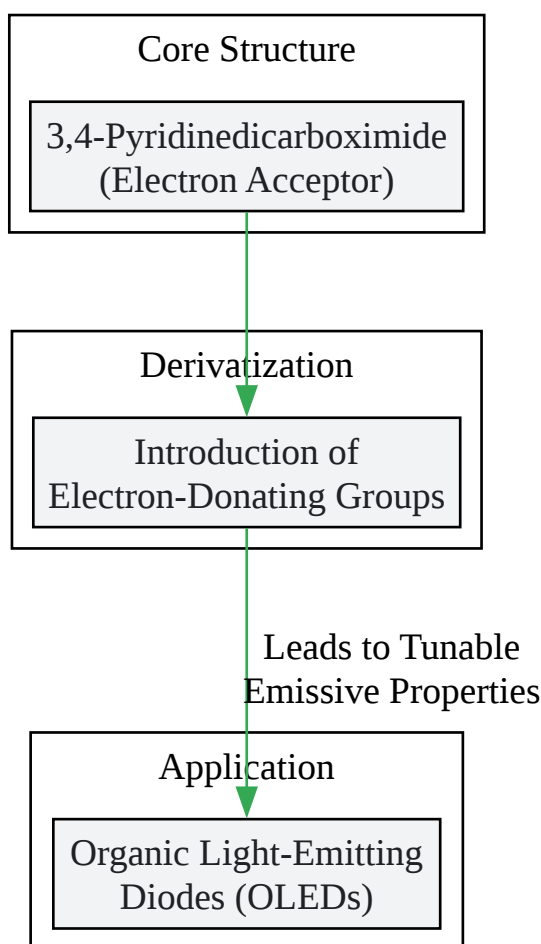 Core Structure
3,4-Pyridinedicarboximide
(Electron Acceptor)
Derivatization
Introduction of
Electron-Donating Groups
Leads to Tunable
Emissive Properties
Application
Organic Light-Emitting
Diodes (OLEDs)